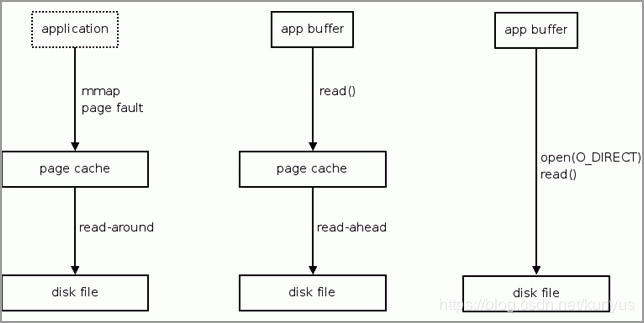 application
mmap
page fault
page cache
read-around
disk file
app buffer
read()
page cache
read-ahead
disk file
app buffer
open(O_DIRECT)
read()
disk file
https://blog.csdn.net/kunyus